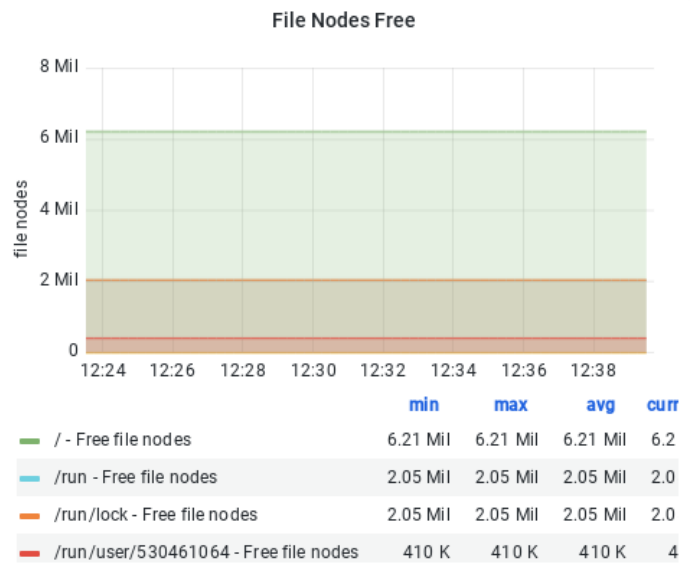 File Nodes Free
8 Mil
6 Mil
4 Mil
2 Mil
0
file nodes
12:24 12:26 12:28 12:30 12:32 12:34 12:36 12:38
min max avg curr
/ - Free file nodes 6.21 Mil 6.21 Mil 6.21 Mil 6.2
/run - Free file nodes 2.05 Mil 2.05 Mil 2.05 Mil 2.0
/run/lock - Free file nodes 2.05 Mil 2.05 Mil 2.05 Mil 2.0
/run/user/530461064 - Free file nodes 410 K 410 K 410 K 4